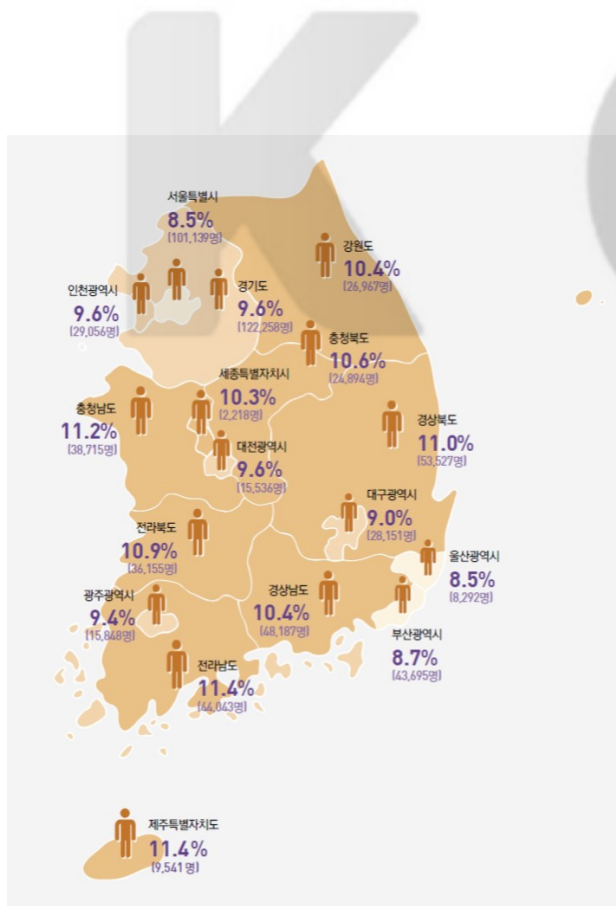 K
서울특별시
8.5%
(101,139명)
강원도
10.4%
(26,967명)
인천광역시
9.6%
(29,056명)
경기도
9.6%
(122,258명)
충청북도
10.6%
(24,894명)
세종특별자치시
10.3%
(2,218명)
충청남도
11.2%
(38,715명)
대전광역시
9.6%
(15,536명)
경상북도
11.0%
(53,527명)
대구광역시
9.0%
(28,151명)
전라북도
10.9%
(36,155명)
울산광역시
8.5%
(8,292명)
광주광역시
9.4%
(15,848명)
경상남도
10.4%
(48,187명)
부산광역시
8.7%
(43,695명)
전라남도
11.4%
(44,043명)
제주특별자치도
11.4%
(9,541명)